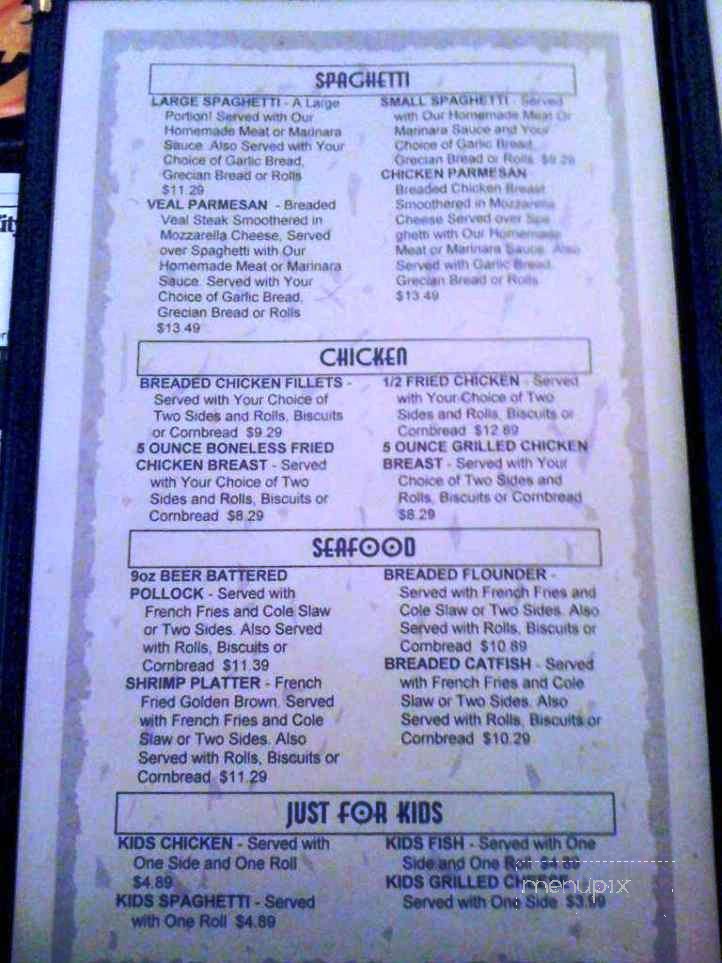 SPAGHETTI
LARGE SPAGHETTI - A Large
Portion! Served with Our
Homemade Meat or Marinara
Sauce. Also Served with Your
Choice of Garlic Bread,
Grecian Bread or Rolls
$11.29
VEAL PARMESAN - Breaded
Veal Steak Smoothered in
Mozzarella Cheese, Served
over Spaghetti with Our
Homemade Meat or Marinara
Sauce. Served with Your
Choice of Garlic Bread,
Grecian Bread or Rolls
$13.49
SMALL SPAGHETTI - Served
with Our Homemade Meat Or
Marinara Sauce and Your
Choice of Garlic Bread,
Grecian Bread or Rolls $9.29
CHICKEN PARMESAN
Breaded Chicken Breast
Smoothered in Mozzarella
Cheese Served over Spa
ghetti with Our Homemade
Meat or Marinara Sauce. Also
Served with Garlic Bread,
Grecian Bread or Rolls
$13.49
CHICKEN
BREADED CHICKEN FILLETS -
Served with Your Choice of
Two Sides and Rolls, Biscuits
or Cornbread $9.29
5 OUNCE BONELESS FRIED
CHICKEN BREAST - Served
with Your Choice of Two
Sides and Rolls, Biscuits or
Cornbread $8.29
1/2 FRIED CHICKEN - Served
with Your Choice of Two
Sides and Rolls, Biscuits or
Cornbread $12.69
5 OUNCE GRILLED CHICKEN
BREAST - Served with Your
Choice of Two Sides and
Rolls, Biscuits or Cornbread
$8.29
SEAFOOD
9oz BEER BATTERED
POLLOCK - Served with
French Fries and Cole Slaw
or Two Sides. Also Served
with Rolls, Biscuits or
Cornbread $11.39
SHRIMP PLATTER - French
Fried Golden Brown. Served
with French Fries and Cole
Slaw or Two Sides. Also
Served with Rolls, Biscuits or
Cornbread $11.29
BREADED FLOUNDER -
Served with French Fries and
Cole Slaw or Two Sides. Also
Served with Rolls, Biscuits or
Cornbread $10.89
BREADED CATFISH - Served
with French Fries and Cole
Slaw or Two Sides. Also
Served with Rolls, Biscuits or
Cornbread $10.29
JUST FOR KIDS
KIDS CHICKEN - Served with
One Side and One Roll
$4.89
KIDS SPAGHETTI - Served
with One Roll $4.89
KIDS FISH - Served with One
Side and One
KIDS GRILLED
Served with One Side $3.99
menupix